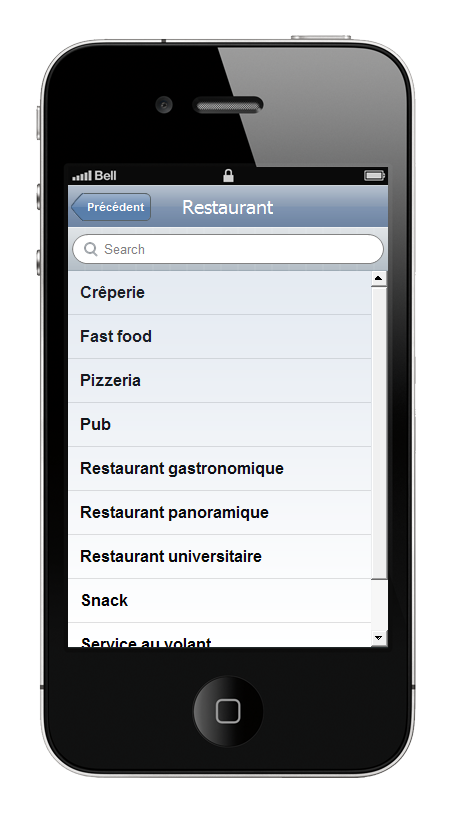 Bell
Précédent
Restaurant
Search
Crêperie
Fast food
Pizzeria
Pub
Restaurant gastronomique
Restaurant panoramique
Restaurant universitaire
Snack
Service au volant